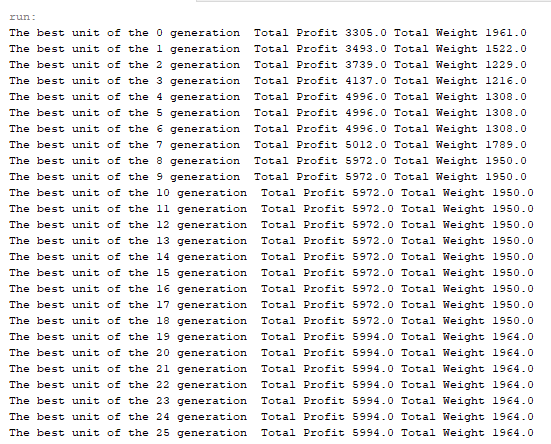 run:
The best unit of the 0 generation  Total Profit 3305.0 Total Weight 1961.0
The best unit of the 1 generation  Total Profit 3493.0 Total Weight 1522.0
The best unit of the 2 generation  Total Profit 3739.0 Total Weight 1229.0
The best unit of the 3 generation  Total Profit 4137.0 Total Weight 1216.0
The best unit of the 4 generation  Total Profit 4996.0 Total Weight 1308.0
The best unit of the 5 generation  Total Profit 4996.0 Total Weight 1308.0
The best unit of the 6 generation  Total Profit 4996.0 Total Weight 1308.0
The best unit of the 7 generation  Total Profit 5012.0 Total Weight 1789.0
The best unit of the 8 generation  Total Profit 5972.0 Total Weight 1950.0
The best unit of the 9 generation  Total Profit 5972.0 Total Weight 1950.0
The best unit of the 10 generation  Total Profit 5972.0 Total Weight 1950.0
The best unit of the 11 generation  Total Profit 5972.0 Total Weight 1950.0
The best unit of the 12 generation  Total Profit 5972.0 Total Weight 1950.0
The best unit of the 13 generation  Total Profit 5972.0 Total Weight 1950.0
The best unit of the 14 generation  Total Profit 5972.0 Total Weight 1950.0
The best unit of the 15 generation  Total Profit 5972.0 Total Weight 1950.0
The best unit of the 16 generation  Total Profit 5972.0 Total Weight 1950.0
The best unit of the 17 generation  Total Profit 5972.0 Total Weight 1950.0
The best unit of the 18 generation  Total Profit 5972.0 Total Weight 1950.0
The best unit of the 19 generation  Total Profit 5994.0 Total Weight 1964.0
The best unit of the 20 generation  Total Profit 5994.0 Total Weight 1964.0
The best unit of the 21 generation  Total Profit 5994.0 Total Weight 1964.0
The best unit of the 22 generation  Total Profit 5994.0 Total Weight 1964.0
The best unit of the 23 generation  Total Profit 5994.0 Total Weight 1964.0
The best unit of the 24 generation  Total Profit 5994.0 Total Weight 1964.0
The best unit of the 25 generation  Total Profit 5994.0 Total Weight 1964.0